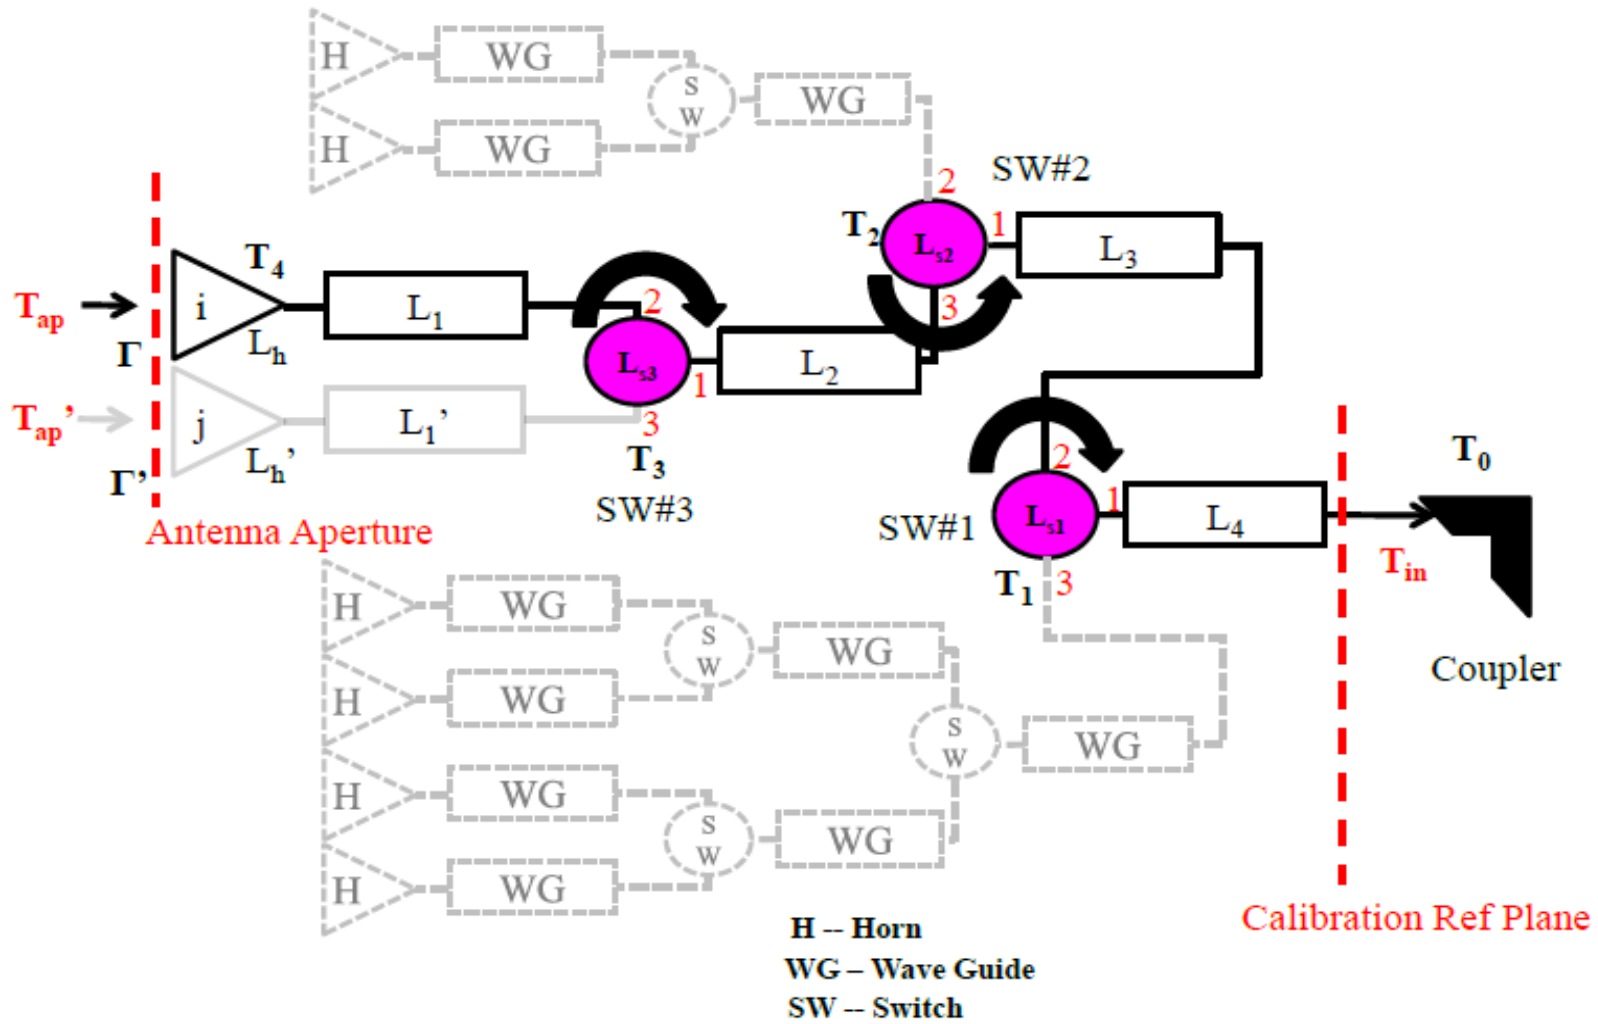 H
WG
H
WG
S
W
WG
2
SW#2
T2
Ls2
1
L3
3
T4
Tap
i
L1
2
Γ
Lh
Ls3
1
L2
Tap’
j
L1’
3
Γ’
Lh’
T3
SW#3
Antenna Aperture
2
T0
SW#1
Ls1
1
L4
Tin
T1
3
Coupler
H
WG
S
W
WG
H
WG
S
W
WG
H
WG
S
W
WG
H
WG
Calibration Ref Plane
H -- Horn
WG – Wave Guide
SW -- Switch